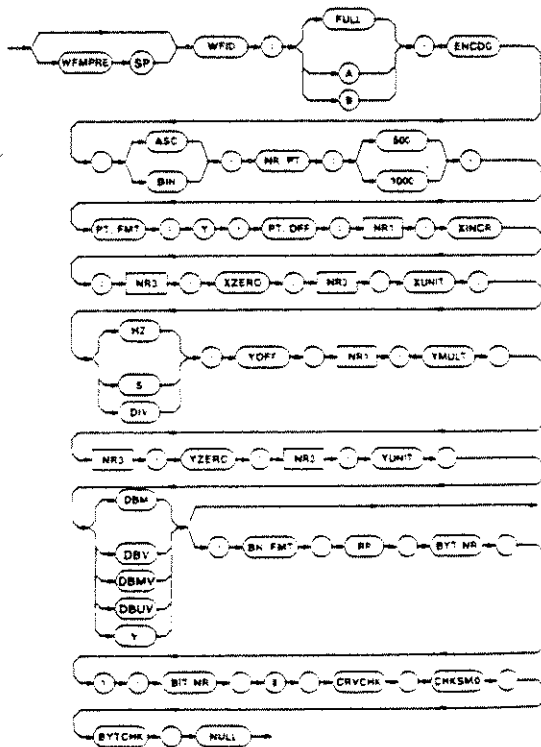 FULL
WFMPRE SP WFID : A , ENCDG
B
ASC 500
: , NR.PT : ,
BIN 1000
PT.FMT : Y , PT.OFF : NR1 , XINCR
: NR3 , XZERO : NR3 , XUNIT :
HZ
S , YOFF : NR1 , YMULT :
DIV
NR3 , YZERO : NR3 , YUNIT :
DBM
DBV , BN.FMT : RP , BYT.NR :
DBMV
DBUV
Y
1 , BIT.NR : 8 , CRVCHK : CHKSM0 ,
BYTCHK : NULL